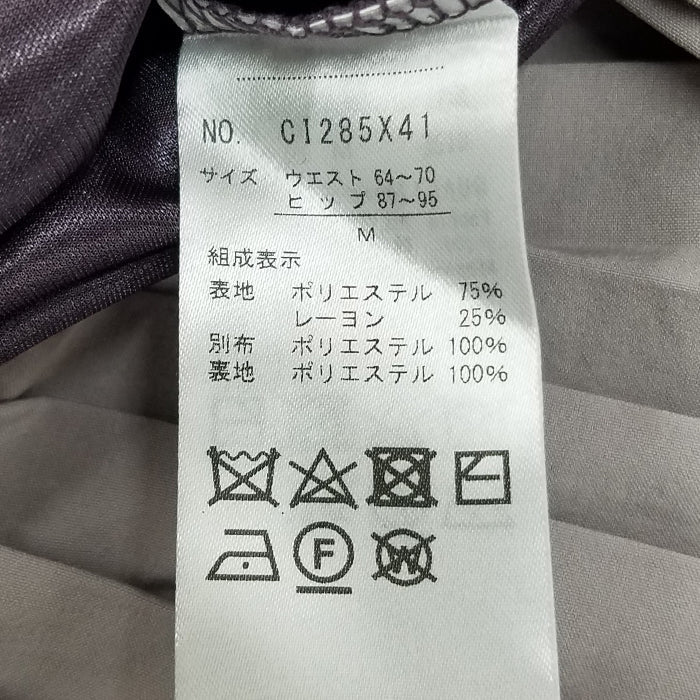 NO. CI285X41
サイズ ウエスト 64〜70
ヒップ 87〜95
M
組成表示
表地 ポリエステル 75%
レーヨン 25%
別布 ポリエステル 100%
裏地 ポリエステル 100%
F
W